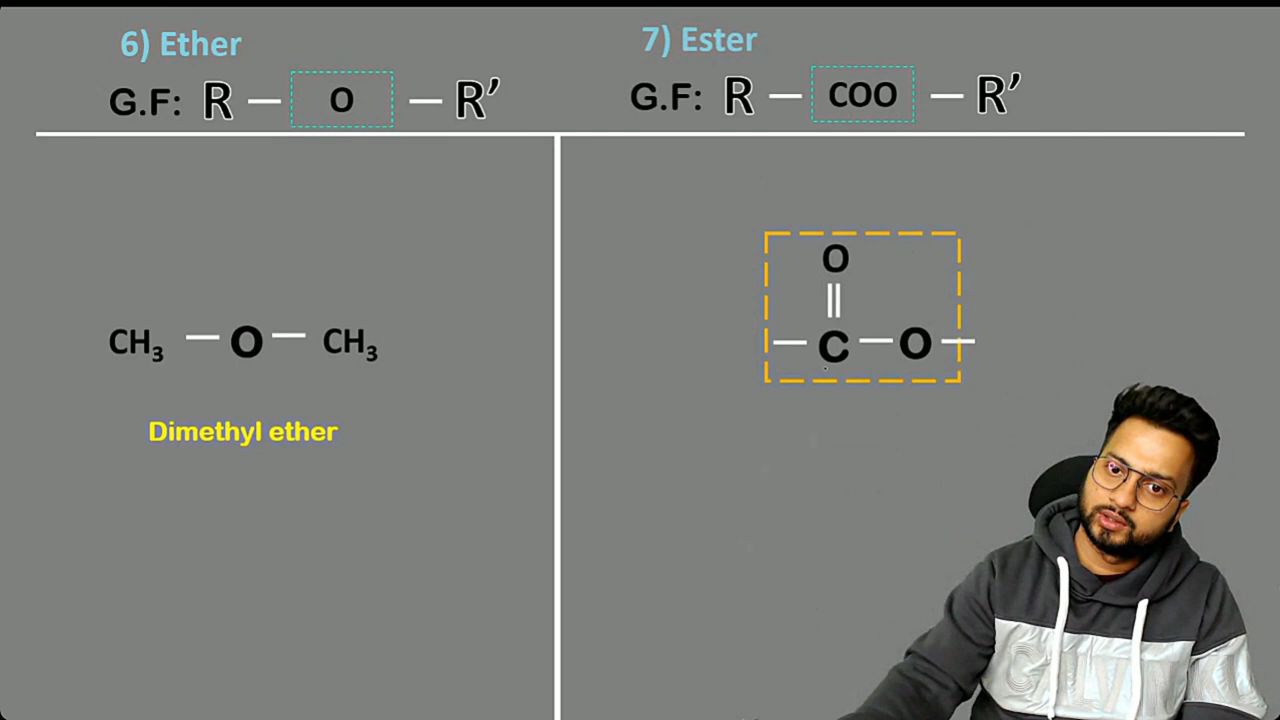 6) Ether
G.F: R — O — R’
CH₃ — O — CH₃
Dimethyl ether
7) Ester
G.F: R — COO — R’
O
||
— C — O —